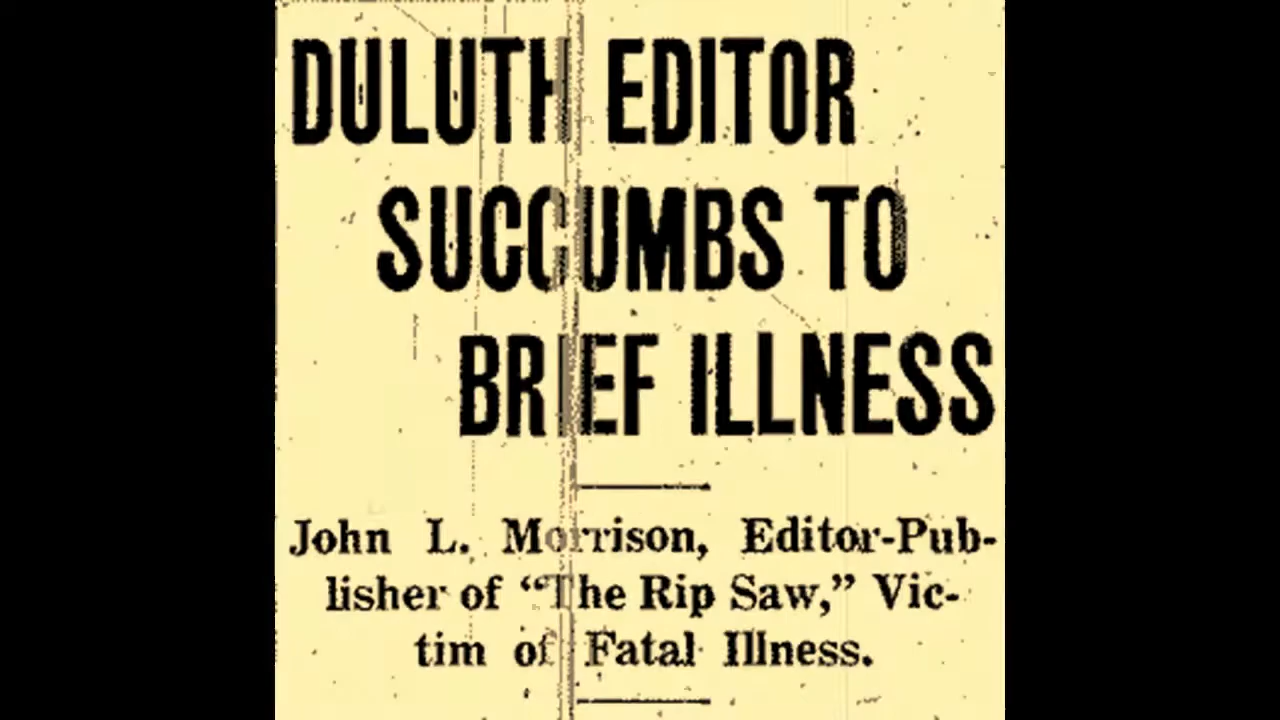 DULUTH EDITOR
SUCCUMBS TO
BRIEF ILLNESS
John L. Morrison, Editor-Pub-
lisher of “The Rip Saw,” Vic-
tim of Fatal Illness.